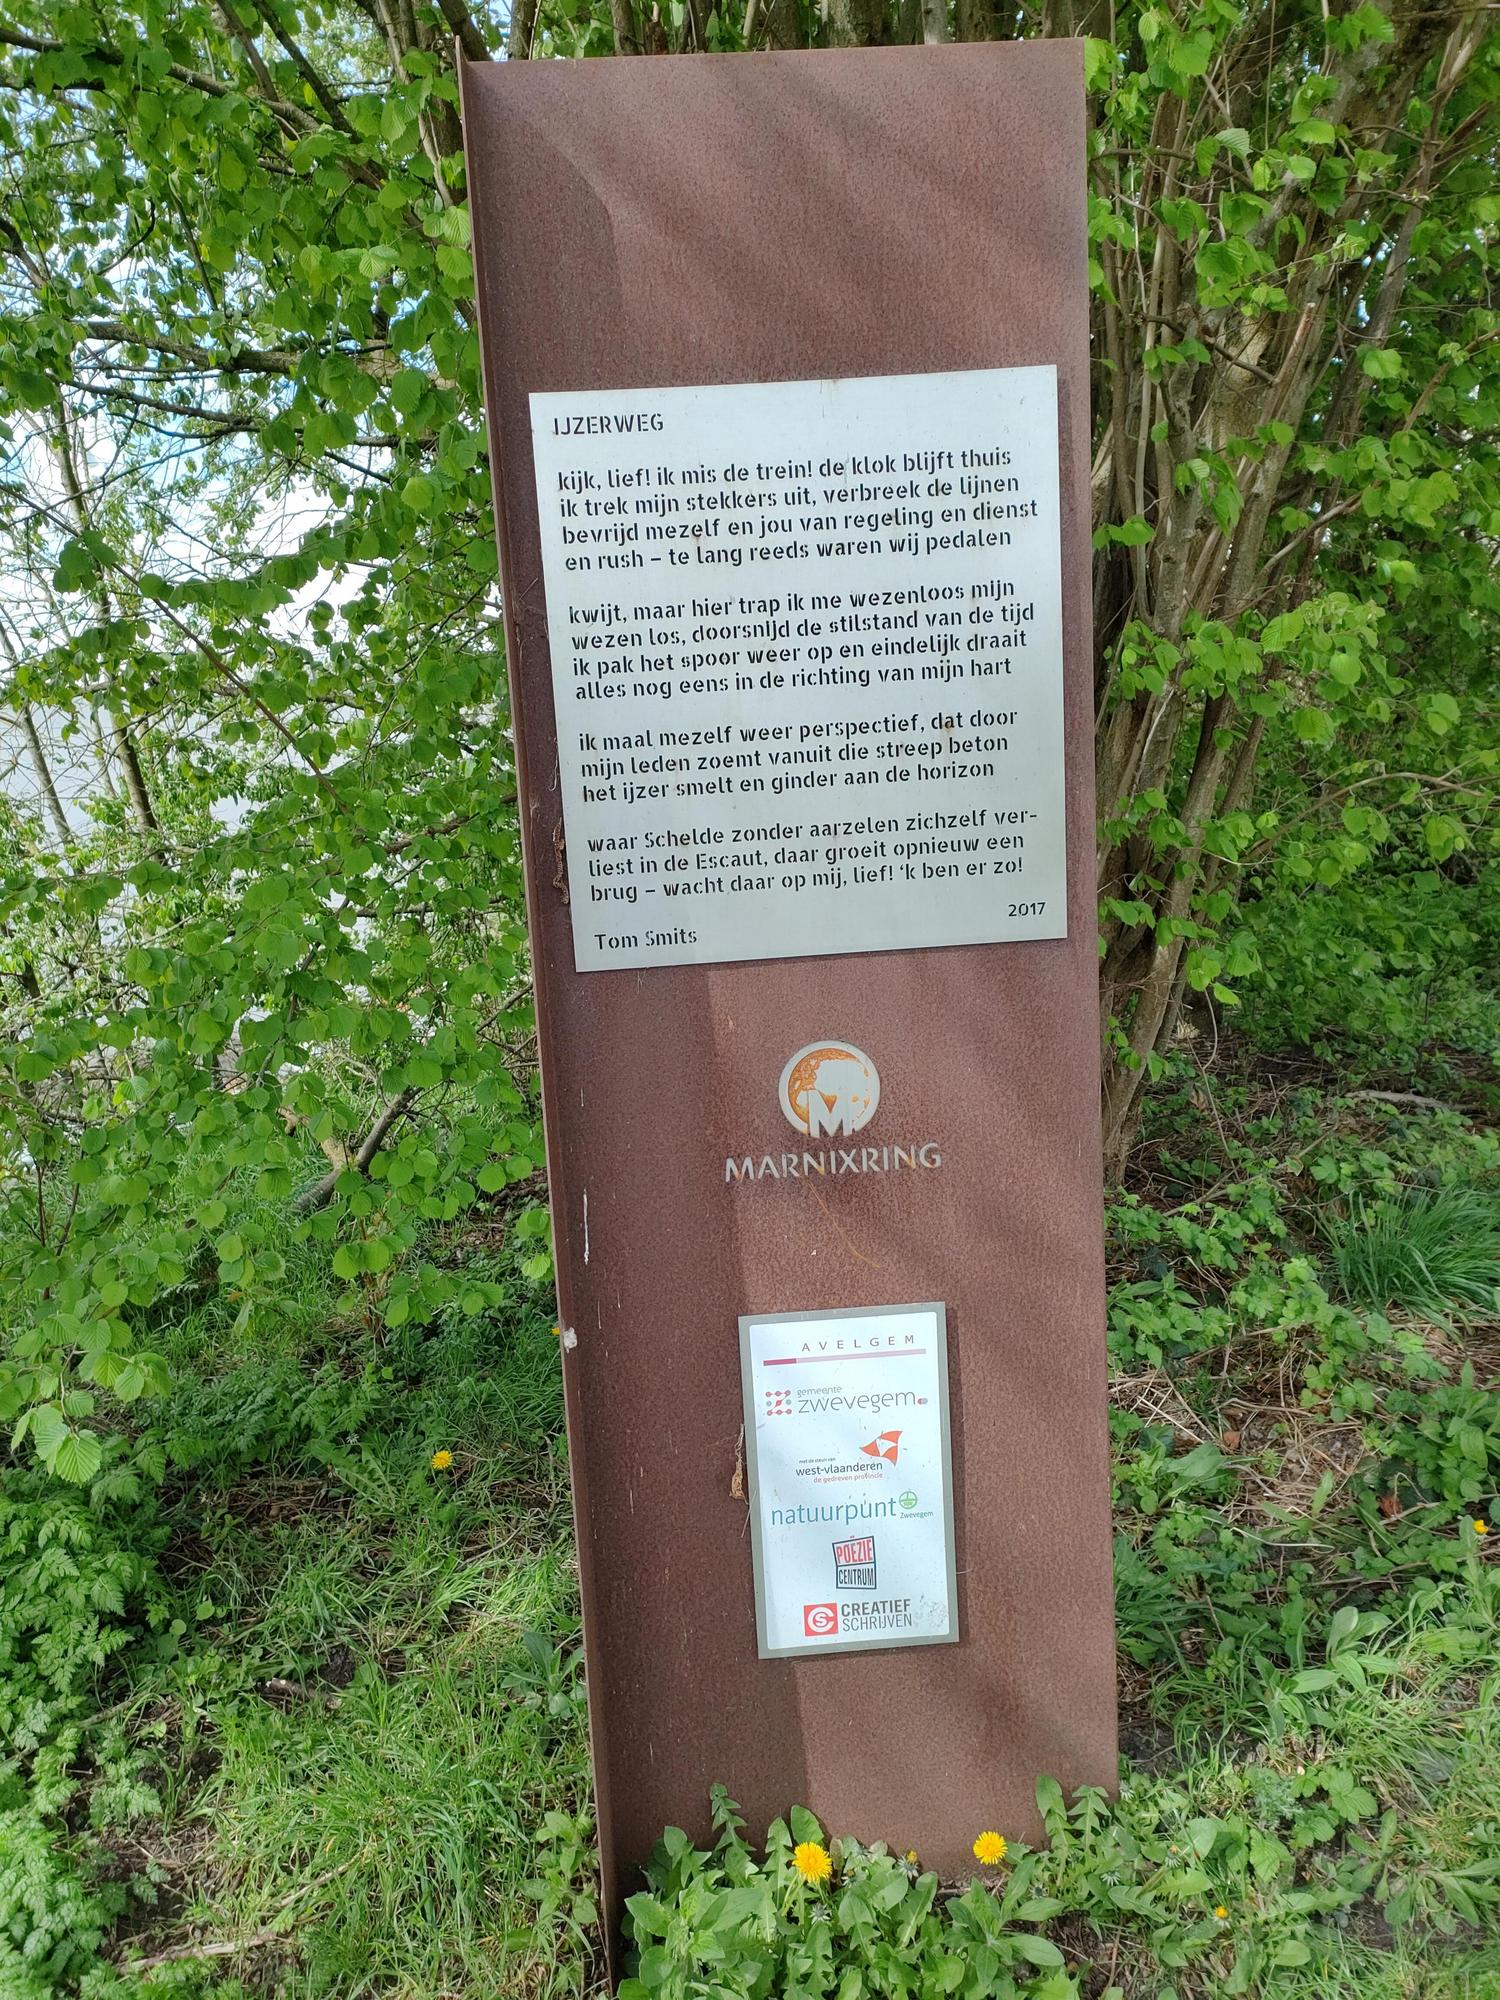 IJZERWEG
kijk, lief! ik mis de trein! de klok blijft thuis
ik trek mijn stekkers uit, verbreek de lijnen
bevrijd mezelf en jou van regeling en dienst
en rush – te lang reeds waren wij pedalen
kwijt, maar hier trap ik me wezenloos mijn
wezen los, doorsnijd de stilstand van de tijd
ik pak het spoor weer op en eindelijk draait
alles nog eens in de richting van mijn hart
ik maal mezelf weer perspectief, dat door
mijn leden zoemt vanuit die streep beton
het ijzer smelt en ginder aan de horizon
waar Schelde zonder aarzelen zichzelf ver-
liest in de Escaut, daar groeit opnieuw een
brug – wacht daar op mij, lief! ‘k ben er zo!
2017
Tom Smits
M
MARNIXRING
AVELGEM
gemeente
zwevegem
met de steun van
west-vlaanderen
de gedreven provincie
natuurpunt
Zwevegem
POËZIE
CENTRUM
CS
CREATIEF
SCHRIJVEN